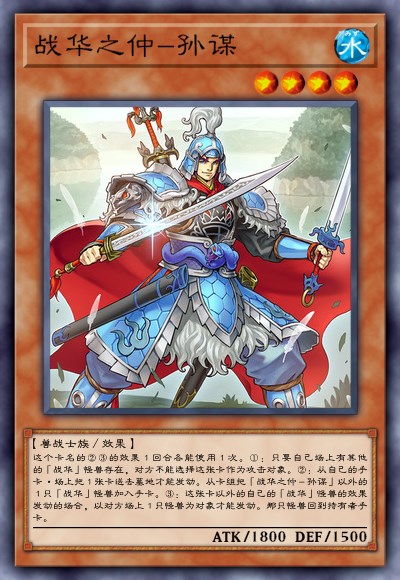 战华之仲-孙谋
水
【兽战士族/效果】
这个卡名的②③的效果1回合各能使用1次。①：只要自己场上有其他
的「战华」怪兽存在，对方不能选择这张卡作为攻击对象。②：从自己的手
卡·场上把1张卡送去墓地才能发动。从卡组把「战华之仲-孙谋」以外的
1只「战华」怪兽加入手卡。③：这张卡以外的自己的「战华」怪兽的效果
发动的场合，以对方场上1只怪兽为对象才能发动。那只怪兽回到持有者手
卡。
ATK/1800 DEF/1500